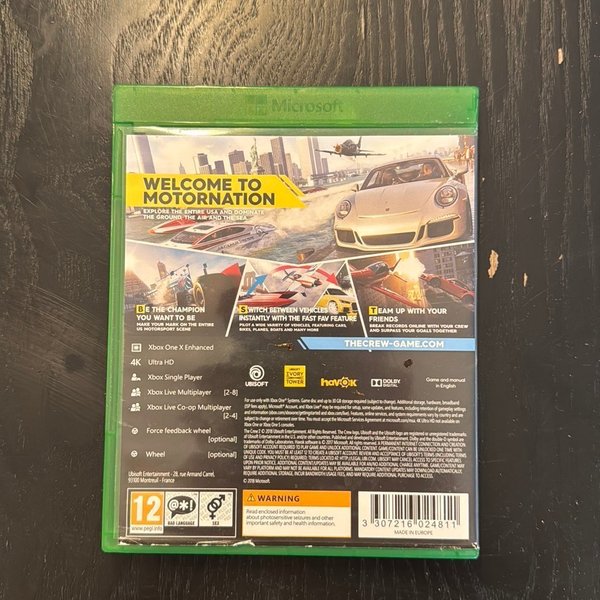 Microsoft
WELCOME TO
MOTORNATION
EXPLORE THE ENTIRE USA AND DOMINATE
THE GROUND, THE AIR AND THE SEA.
BE THE CHAMPION
YOU WANT TO BE
MAKE YOUR MARK ON THE ENTIRE
US MOTORSPORT SCENE
SWITCH BETWEEN VEHICLES
INSTANTLY WITH THE FAST FAV FEATURE
PILOT A WIDE VARIETY OF VEHICLES, FEATURING CARS,
BIKES, PLANES, BOATS AND MANY MORE
TEAM UP WITH YOUR
FRIENDS
BREAK RECORDS ONLINE WITH YOUR CREW
AND SURPASS YOUR GOALS TOGETHER
THECREW-GAME.COM
Xbox One X Enhanced
4K Ultra HD
Xbox Single Player
Xbox Live Multiplayer [2-8]
Xbox Live Co-op Multiplayer
[2-4]
Force feedback wheel
[optional]
Wheel [optional]
UBISOFT
UBISOFT
IVORY
TOWER
havok
DOLBY
DIGITAL
Game and manual
in English
Ubisoft Entertainment - 28, rue Armand Carrel,
93100 Montreuil - France
© 2018 Microsoft.
12
www.pegi.info
BAD LANGUAGE
SEX
WARNING
Read enclosed information
about photosensitive seizures and other
important safety and health information.
3 307216 024811
MADE IN EUROPE